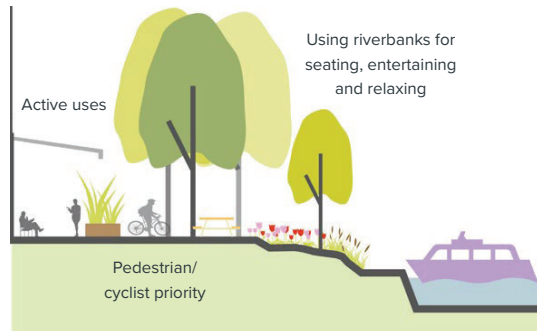 Using riverbanks for
seating, entertaining
and relaxing
Active uses
Pedestrian/
cyclist priority